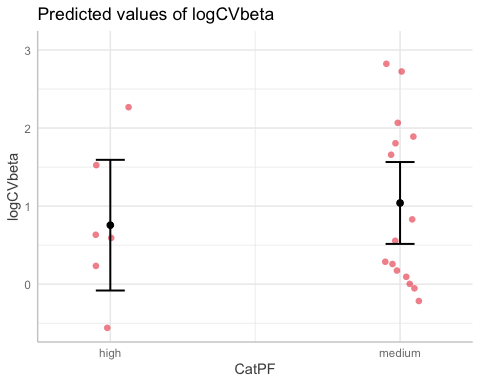 Predicted values of logCVbeta
3
2
1
0
logCVbeta
high
medium
CatPF